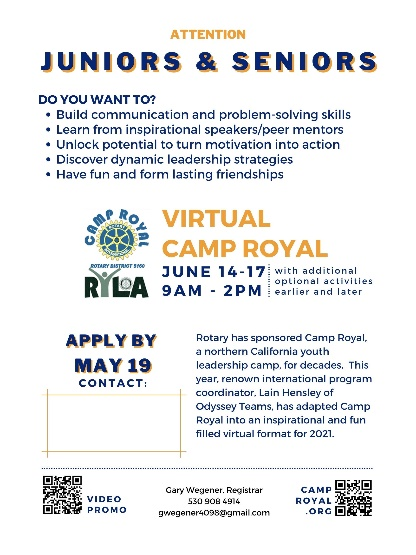 ATTENTION
JUNIORS & SENIORS
DO YOU WANT TO?
• Build communication and problem-solving skills
• Learn from inspirational speakers/peer mentors
• Unlock potential to turn motivation into action
• Discover dynamic leadership strategies
• Have fun and form lasting friendships
CAMP ROYAL
ROTARY DISTRICT 5160
RYLA
VIRTUAL
CAMP ROYAL
JUNE 14-17
9AM - 2PM
with additional
optional activities
earlier and later
APPLY BY
MAY 19
CONTACT:
Rotary has sponsored Camp Royal,
a northern California youth
leadership camp, for decades. This
year, renown international program
coordinator, Lain Hensley of
Odyssey Teams, has adapted Camp
Royal into an inspirational and fun
filled virtual format for 2021.
VIDEO
PROMO
Gary Wegener, Registrar
530 908 4914
gwegener4098@gmail.com
CAMP
ROYAL
.ORG